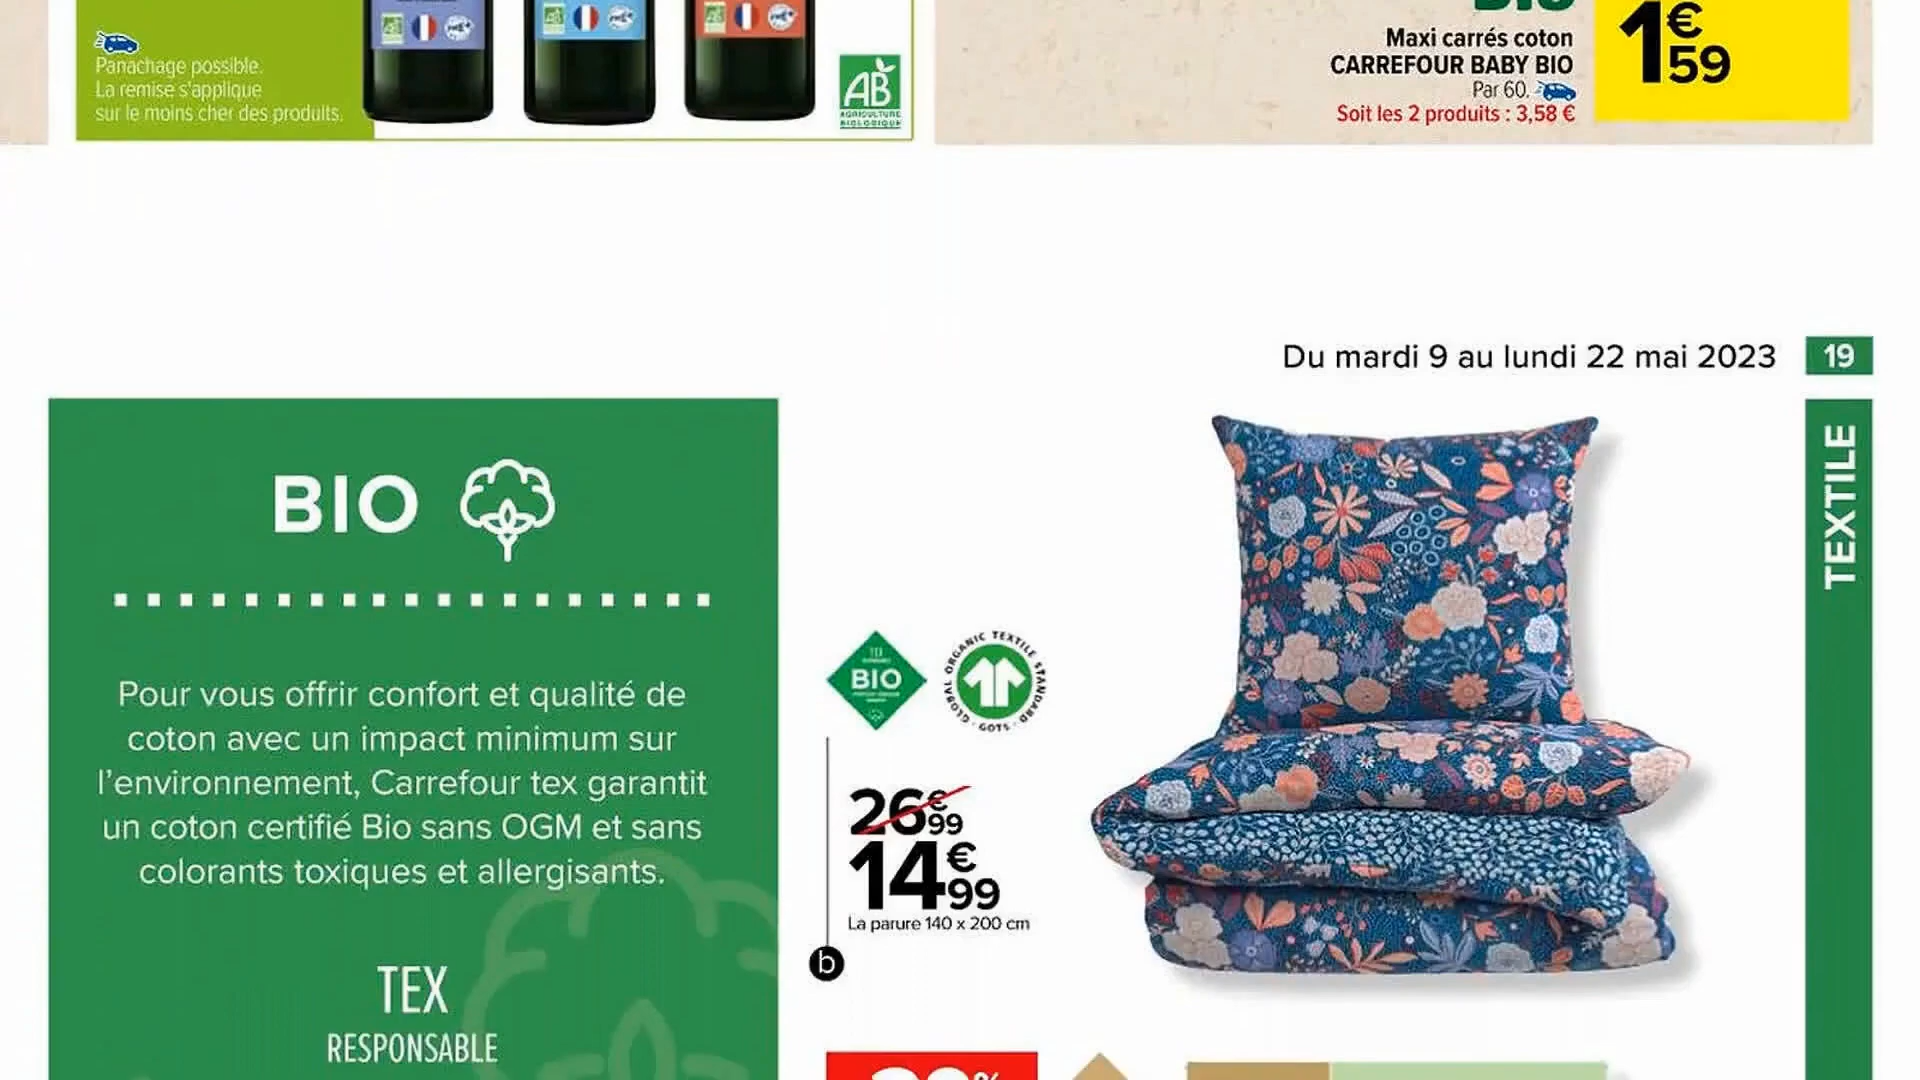 Panachage possible.
La remise s'applique
sur le moins cher des produits.
AB
AGRICULTURE
BIOLOGIQUE
Maxi carrés coton
CARREFOUR BABY BIO
Par 60.
Soit les 2 produits : 3,58 €
1€59
Du mardi 9 au lundi 22 mai 2023
19
TEXTILE
BIO
Pour vous offrir confort et qualité de
coton avec un impact minimum sur
l'environnement, Carrefour tex garantit
un coton certifié Bio sans OGM et sans
colorants toxiques et allergisants.
TEX
RESPONSABLE
TEX
BIO
GLOBAL ORGANIC TEXTILE STANDARD · GOTS ·
26€99
14€99
La parure 140 x 200 cm
b